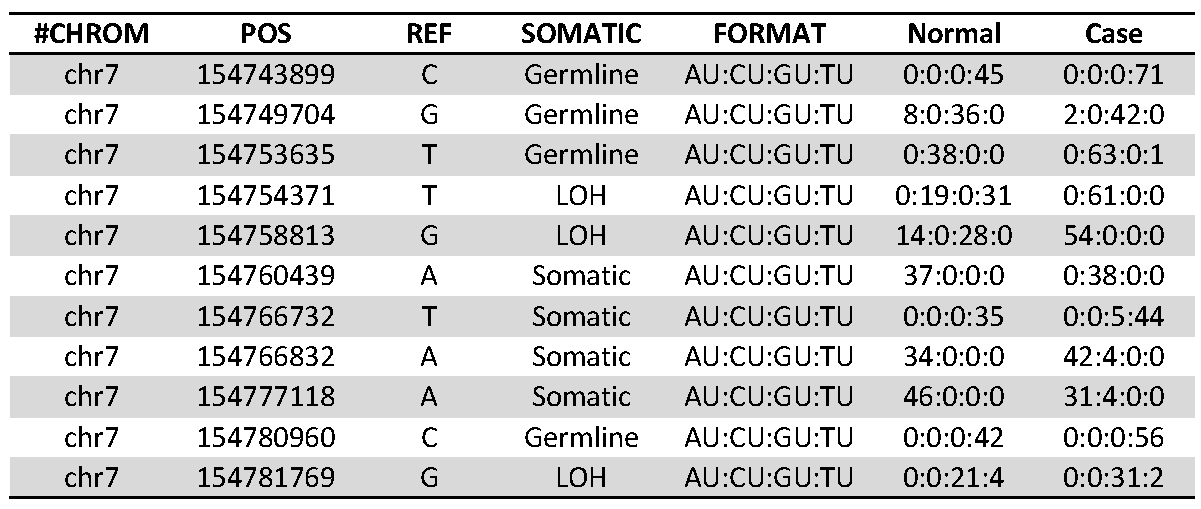 #CHROM POS REF SOMATIC FORMAT Normal Case
chr7 154743899 C Germline AU:CU:GU:TU 0:0:0:45 0:0:0:71
chr7 154749704 G Germline AU:CU:GU:TU 8:0:36:0 2:0:42:0
chr7 154753635 T Germline AU:CU:GU:TU 0:38:0:0 0:63:0:1
chr7 154754371 T LOH AU:CU:GU:TU 0:19:0:31 0:61:0:0
chr7 154758813 G LOH AU:CU:GU:TU 14:0:28:0 54:0:0:0
chr7 154760439 A Somatic AU:CU:GU:TU 37:0:0:0 0:38:0:0
chr7 154766732 T Somatic AU:CU:GU:TU 0:0:0:35 0:0:5:44
chr7 154766832 A Somatic AU:CU:GU:TU 34:0:0:0 42:4:0:0
chr7 154777118 A Somatic AU:CU:GU:TU 46:0:0:0 31:4:0:0
chr7 154780960 C Germline AU:CU:GU:TU 0:0:0:42 0:0:0:56
chr7 154781769 G LOH AU:CU:GU:TU 0:0:21:4 0:0:31:2